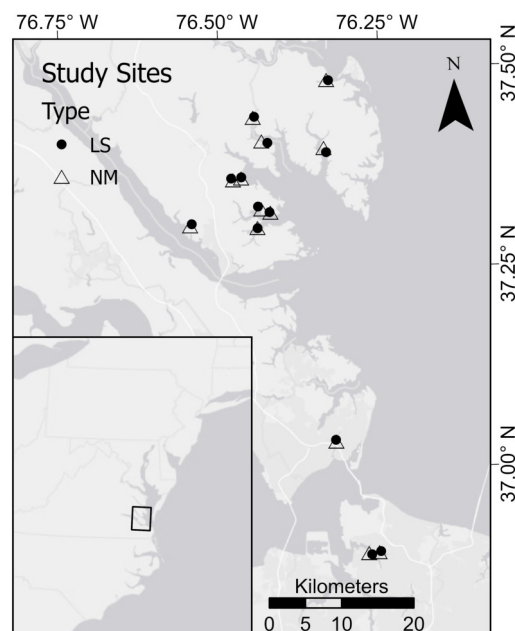 76.75° W 76.50° W 76.25° W
Study Sites
Type
LS
NM
N
37.50° N
37.25° N
37.00° N
Kilometers
0 5 10 20